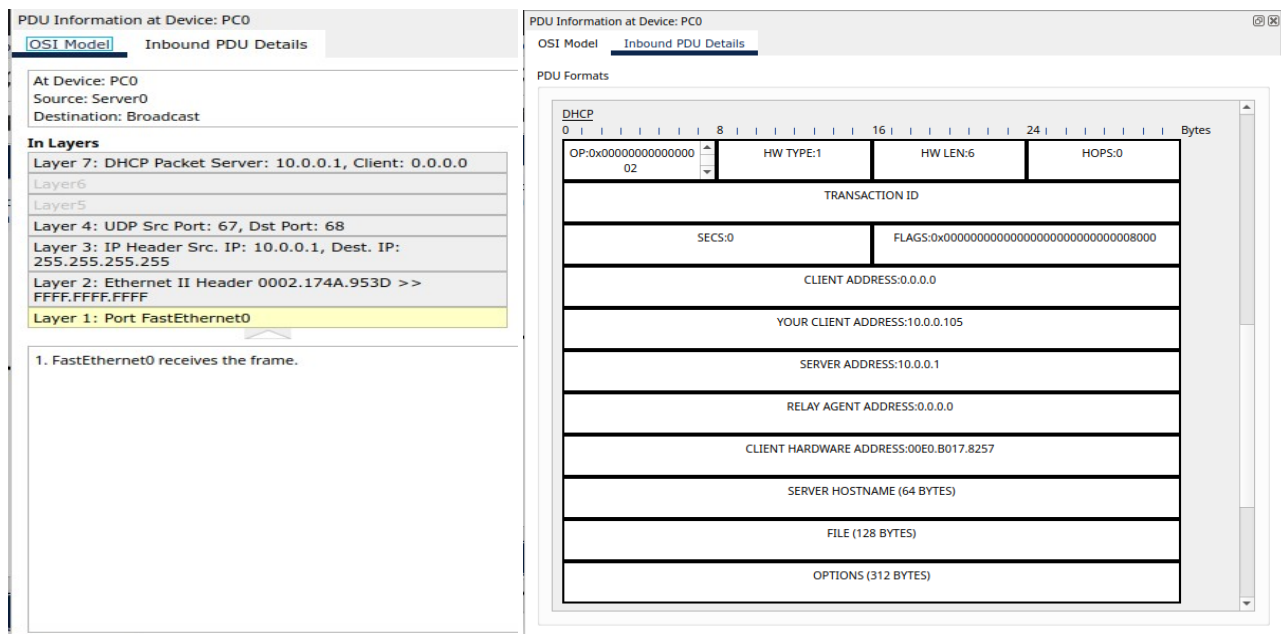 PDU Information at Device: PC0
OSI Model Inbound PDU Details
At Device: PC0
Source: Server0
Destination: Broadcast
In Layers
Layer 7: DHCP Packet Server: 10.0.0.1, Client: 0.0.0.0
Layer6
Layer5
Layer 4: UDP Src Port: 67, Dst Port: 68
Layer 3: IP Header Src. IP: 10.0.0.1, Dest. IP:
255.255.255.255
Layer 2: Ethernet II Header 0002.174A.953D >>
FFFF.FFFF.FFFF
Layer 1: Port FastEthernet0
1. FastEthernet0 receives the frame.
PDU Information at Device: PC0
OSI Model Inbound PDU Details
PDU Formats
DHCP
0 8 16 24 Bytes
OP:0x00000000000000
02
HW TYPE:1
HW LEN:6
HOPS:0
TRANSACTION ID
SECS:0
FLAGS:0x00000000000000000000000000008000
CLIENT ADDRESS:0.0.0.0
YOUR CLIENT ADDRESS:10.0.0.105
SERVER ADDRESS:10.0.0.1
RELAY AGENT ADDRESS:0.0.0.0
CLIENT HARDWARE ADDRESS:00E0.B017.8257
SERVER HOSTNAME (64 BYTES)
FILE (128 BYTES)
OPTIONS (312 BYTES)